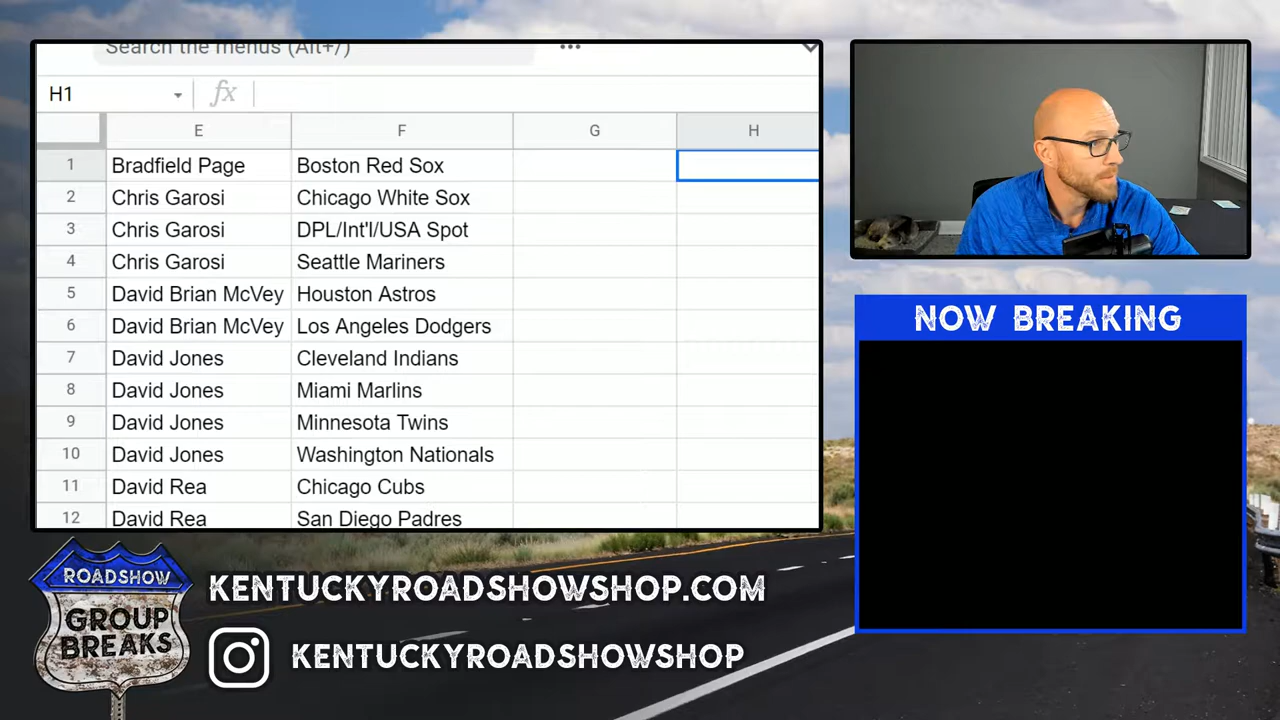 Search the menus (Alt+/)
H1
fx
E F G H
1 Bradfield Page Boston Red Sox
2 Chris Garosi Chicago White Sox
3 Chris Garosi DPL/Int'l/USA Spot
4 Chris Garosi Seattle Mariners
5 David Brian McVey Houston Astros
6 David Brian McVey Los Angeles Dodgers
7 David Jones Cleveland Indians
8 David Jones Miami Marlins
9 David Jones Minnesota Twins
10 David Jones Washington Nationals
11 David Rea Chicago Cubs
12 David Rea San Diego Padres
NOW BREAKING
ROADSHOW
GROUP
BREAKS
KENTUCKYROADSHOWSHOP.COM
KENTUCKYROADSHOWSHOP